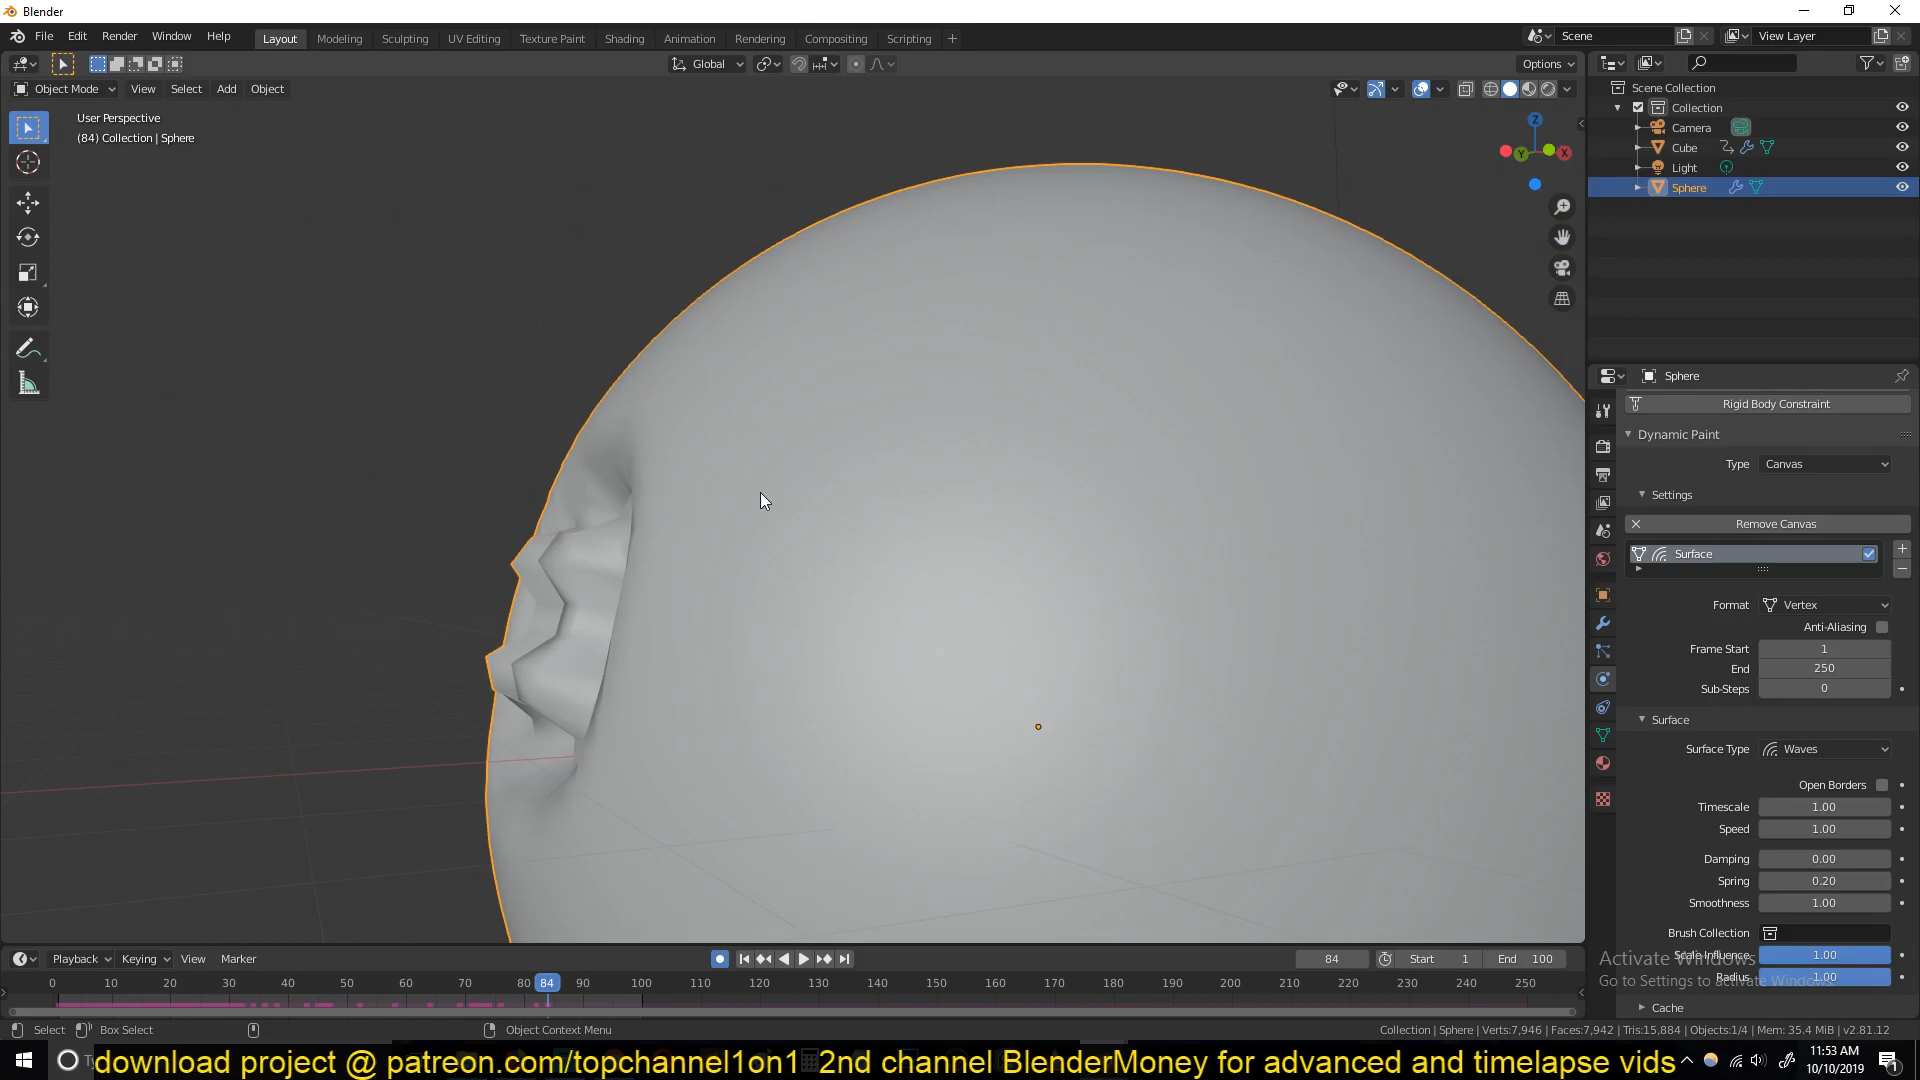 Blender
File Edit Render Window Help
Layout Modeling Sculpting UV Editing Texture Paint Shading Animation Rendering Compositing Scripting +
Scene View Layer
Global Options
Object Mode View Select Add Object
User Perspective
(84) Collection | Sphere
Z
Y X
Scene Collection
Collection
Camera
Cube
Light
Sphere
Sphere
Rigid Body Constraint
Dynamic Paint
Type Canvas
Settings
Remove Canvas
Surface
Format Vertex
Anti-Aliasing
Frame Start 1
End 250
Sub-Steps 0
Surface
Surface Type Waves
Open Borders
Timescale 1.00
Speed 1.00
Damping 0.00
Spring 0.20
Smoothness 1.00
Brush Collection
Scale Influence 1.00
Radius 1.00
Cache
Activate Windows
Go to Settings to activate Windows.
Playback Keying View Marker
84 Start 1 End 100
0 10 20 30 40 50 60 70 80 84 90 100 110 120 130 140 150 160 170 180 190 200 210 220 230 240 250
Select Box Select Object Context Menu
Collection | Sphere | Verts:7,946 | Faces:7,942 | Tris:15,884 | Objects:1/4 | Mem: 35.4 MiB | v2.81.12
download project @ patreon.com/topchannel1on1 2nd channel BlenderMoney for advanced and timelapse vids
11:53 AM
10/10/2019
1